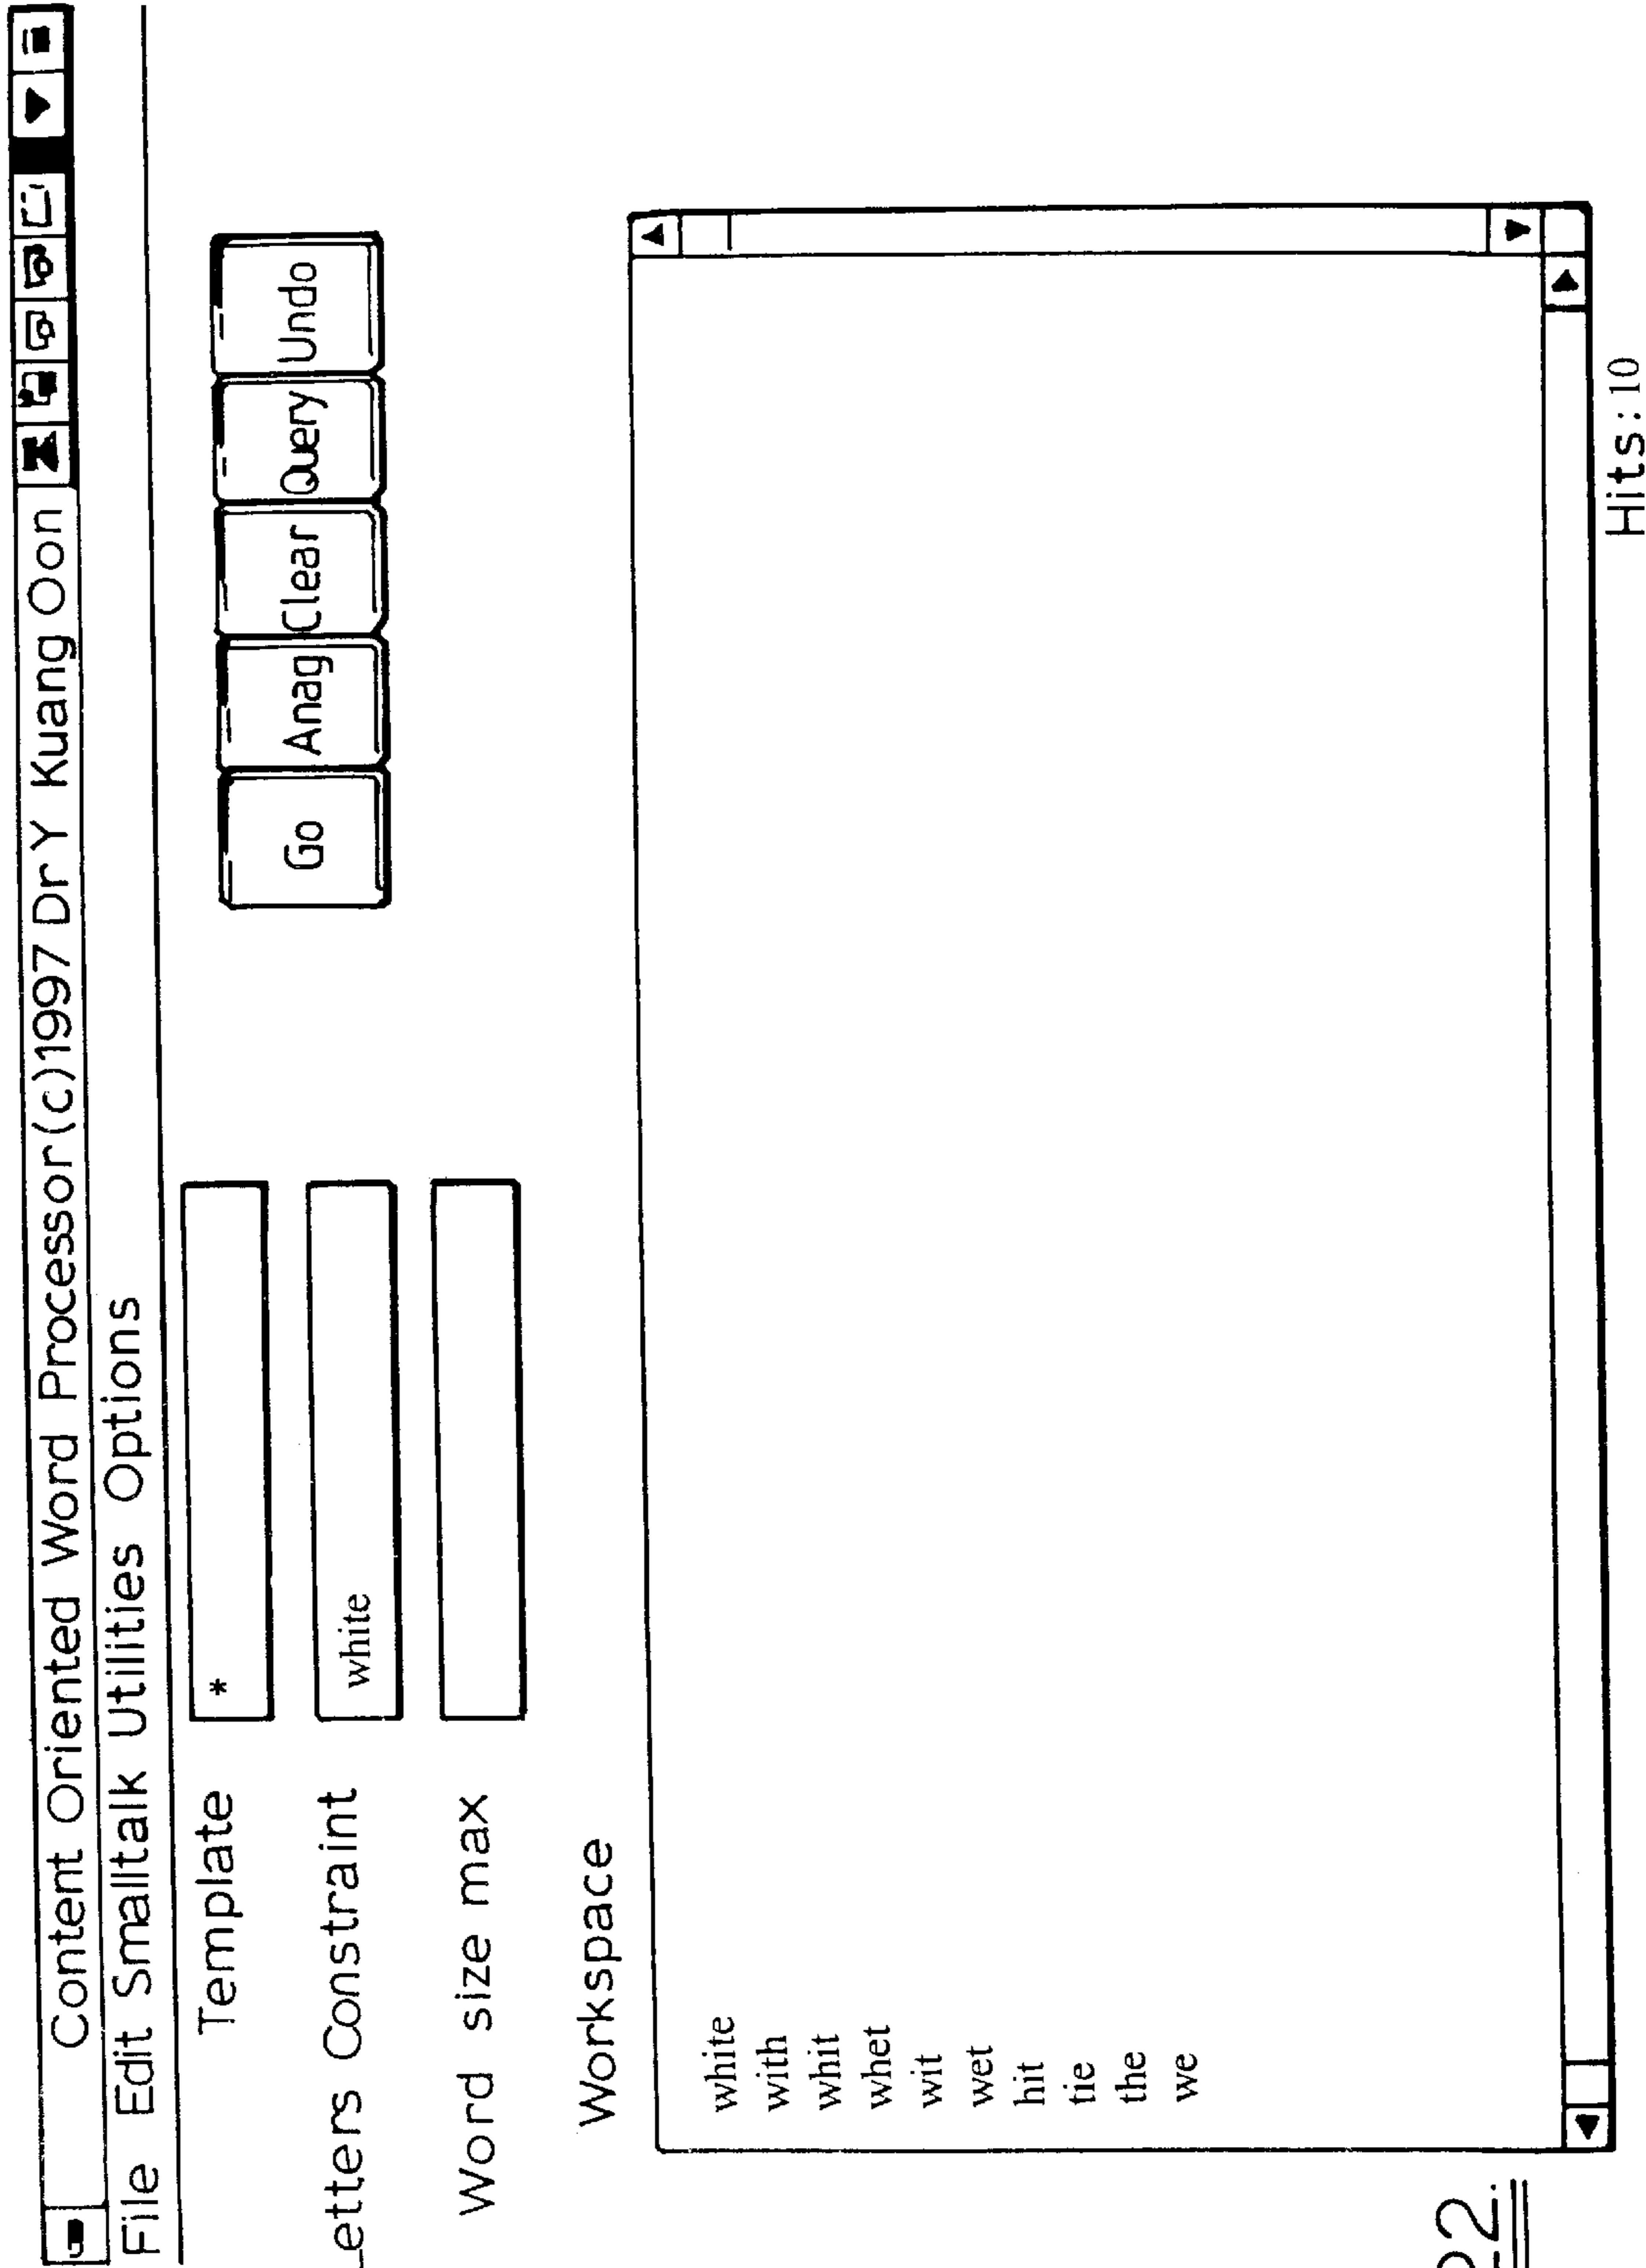 Content Oriented Word Processor (c)1997 Dr Y Kuang Oon
File Edit Smalltalk Utilities Options
Template *
etters Constraint white
Word size max
Go Anag Clear Query Undo
Workspace
white
with
whit
whet
wit
wet
hit
tie
the
we
Hits: 10
22.